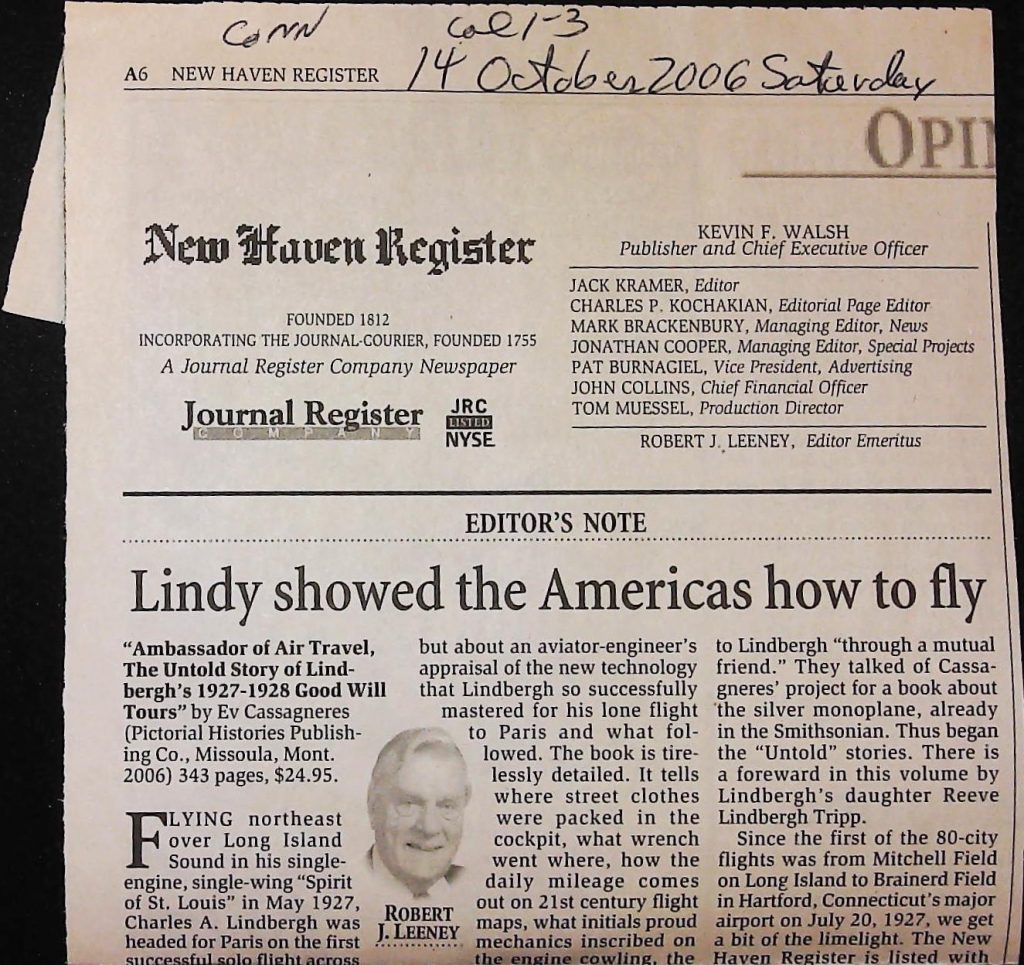 CONN
Col 1-3
A6 NEW HAVEN REGISTER
14 October 2006 Saturday
OPI
New Haven Register
FOUNDED 1812
INCORPORATING THE JOURNAL-COURIER, FOUNDED 1755
A Journal Register Company Newspaper
Journal Register
COMPANY
JRC
LISTED
NYSE
KEVIN F. WALSH
Publisher and Chief Executive Officer
JACK KRAMER, Editor
CHARLES P. KOCHAKIAN, Editorial Page Editor
MARK BRACKENBURY, Managing Editor, News
JONATHAN COOPER, Managing Editor, Special Projects
PAT BURNAGIEL, Vice President, Advertising
JOHN COLLINS, Chief Financial Officer
TOM MUESSEL, Production Director
ROBERT J. LEENEY, Editor Emeritus
EDITOR'S NOTE
Lindy showed the Americas how to fly
"Ambassador of Air Travel,
The Untold Story of Lind-
bergh's 1927-1928 Good Will
Tours" by Ev Cassagneres
(Pictorial Histories Publish-
ing Co., Missoula, Mont.
2006) 343 pages, $24.95.
FLYING northeast
over Long Island
Sound in his single-
engine, single-wing "Spirit
of St. Louis" in May 1927,
Charles A. Lindbergh was
headed for Paris on the first
successful solo flight across
ROBERT
J. LEENEY
but about an aviator-engineer's
appraisal of the new technology
that Lindbergh so successfully
mastered for his lone flight
to Paris and what fol-
lowed. The book is tire-
lessly detailed. It tells
where street clothes
were packed in the
cockpit, what wrench
went where, how the
daily mileage comes
out on 21st century flight
maps, what initials proud
mechanics inscribed on
the engine cowling, the
to Lindbergh "through a mutual
friend." They talked of Cassa-
gneres' project for a book about
the silver monoplane, already
in the Smithsonian. Thus began
the "Untold" stories. There is
a foreward in this volume by
Lindbergh's daughter Reeve
Lindbergh Tripp.
Since the first of the 80-city
flights was from Mitchell Field
on Long Island to Brainerd Field
in Hartford, Connecticut's major
airport on July 20, 1927, we get
a bit of the limelight. The New
Haven Register is listed with